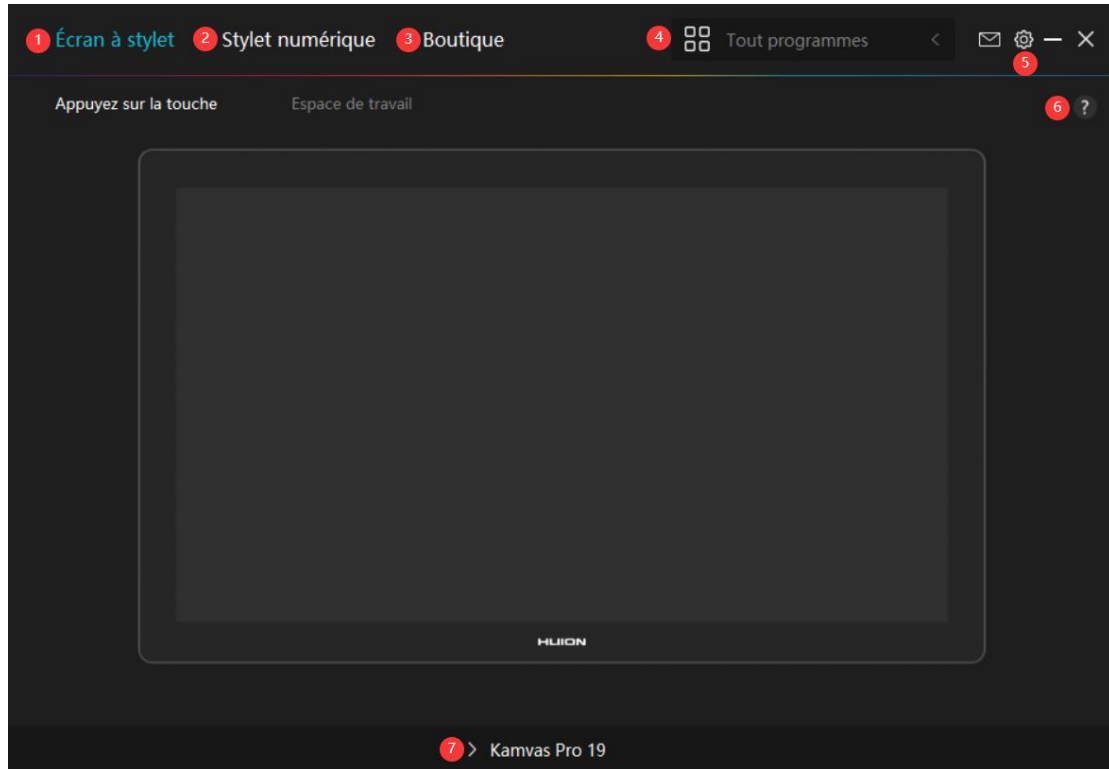 1 Écran à stylet 2 Stylet numérique 3 Boutique 4 Tout programmes
5
Appuyez sur la touche Espace de travail 6 ?
HUION
7 > Kamvas Pro 19